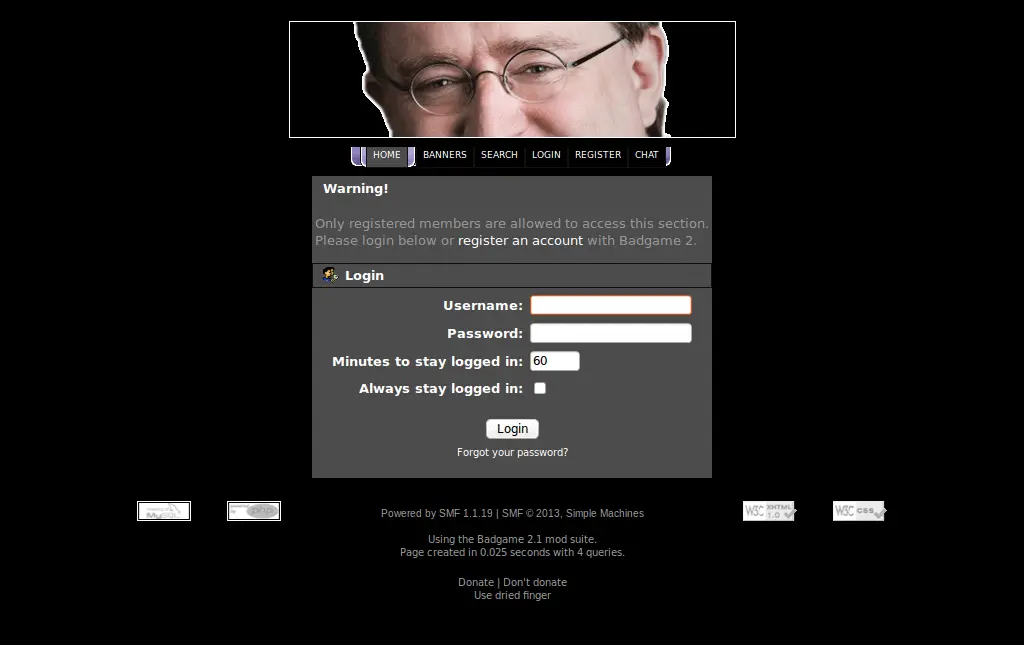 HOME BANNERS SEARCH LOGIN REGISTER CHAT
Warning!
Only registered members are allowed to access this section.
Please login below or register an account with Badgame 2.
Login
Username:
Password:
Minutes to stay logged in: 60
Always stay logged in:
Login
Forgot your password?
MySQL
php
Powered by SMF 1.1.19 | SMF © 2013, Simple Machines
W3C XHTML 1.0
W3C css
Using the Badgame 2.1 mod suite.
Page created in 0.025 seconds with 4 queries.
Donate | Don't donate
Use dried finger